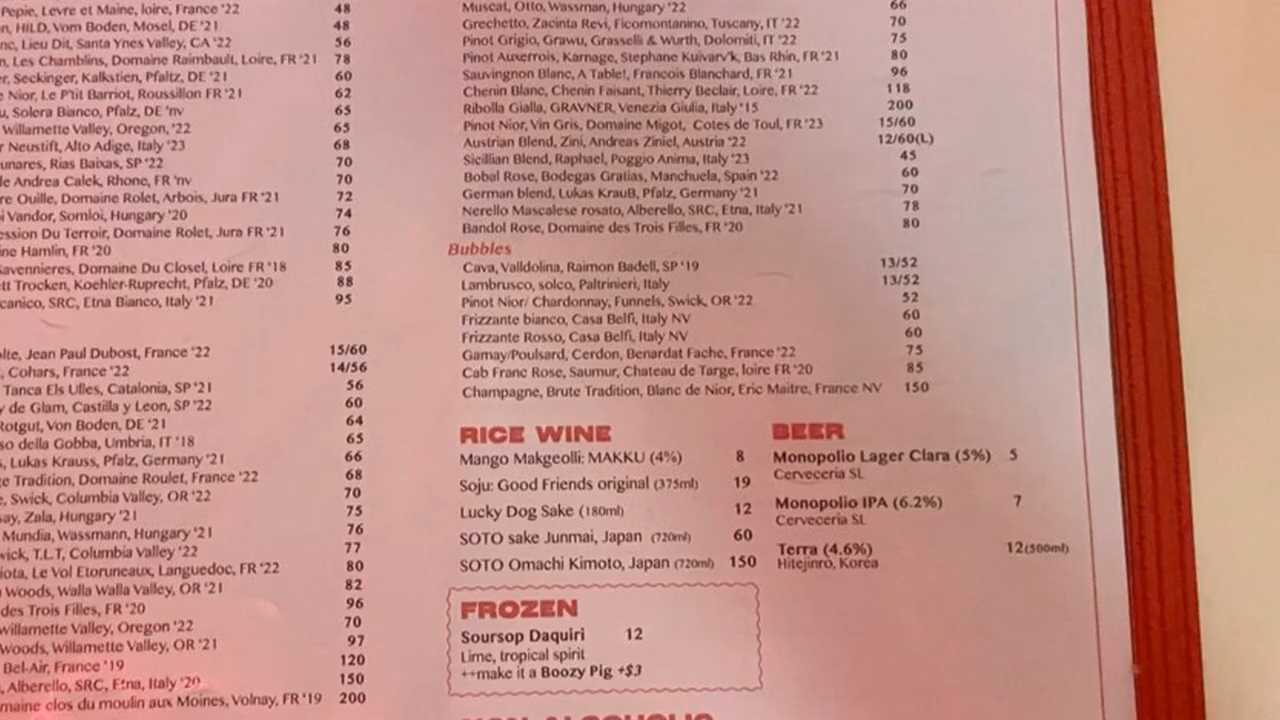 Pepie, Levre et Maine, loire, France '22 48
n, HILD, Vom Boden, Mosel, DE '21 48
nc, Lieu Dit, Santa Ynes Valley, CA '22 56
n, Les Chamblins, Domaine Raimbault, Loire, FR '21 78
er, Seckinger, Kalkstien, Pfaltz, DE '21 60
e Nior, Le P'tit Barriot, Roussillon FR '21 62
u, Solera Bianco, Pfalz, DE 'nv 65
Willamette Valley, Oregon, '22 65
r Neustift, Alto Adige, Italy '23 68
unares, Rias Baixas, SP '22 70
de Andrea Calek, Rhone, FR 'nv 70
re Ouille, Domaine Rolet, Arbois, Jura FR '21 72
i Vandor, Somloi, Hungary '20 74
ession Du Terroir, Domaine Rolet, Jura FR '21 76
ine Hamlin, FR '20 80
Savennieres, Domaine Du Closel, Loire FR '18 85
tt Trocken, Koehler-Ruprecht, Pfalz, DE '20 88
canico, SRC, Etna Bianco, Italy '21 95
olte, Jean Paul Dubost, France '22 15/60
, Cohars, France '22 14/56
Tanca Els Ulles, Catalonia, SP '21 56
y de Glam, Castilla y Leon, SP '22 60
Rotgut, Von Boden, DE '21 64
so della Gobba, Umbria, IT '18 65
s, Lukas Krauss, Pfalz, Germany '21 66
e Tradition, Domaine Roulet, France '22 68
e, Swick, Columbia Valley, OR '22 70
say, Zala, Hungary '21 75
Mundia, Wassmann, Hungary '21 76
wick, T.L.T, Columbia Valley '22 77
iota, Le Vol Etoruneaux, Languedoc, FR '22 80
Woods, Walla Walla Valley, OR '21 82
des Trois Filles, FR '20 96
Willamette Valley, Oregon '22 70
Woods, Willamette Valley, OR '21 97
Bel-Air, France '19 120
, Alberello, SRC, Etna, Italy '20 150
maine clos du moulin aux Moines, Volnay, FR '19 200
Muscat, Otto, Wassman, Hungary '22 66
Grechetto, Zacinta Revi, Ficomontanino, Tuscany, IT '22 70
Pinot Grigio, Grawu, Grasselli & Wurth, Dolomiti, IT '22 75
Pinot Auxerrois, Karnage, Stephane Kuivarv'k, Bas Rhin, FR '21 80
Sauvingnon Blanc, A Table!, Francois Blanchard, FR '21 96
Chenin Blanc, Chenin Faisant, Thierry Beclair, Loire, FR '22 118
Ribolla Gialla, GRAVNER, Venezia Giulia, Italy '15 200
Pinot Nior, Vin Gris, Domaine Migot, Cotes de Toul, FR '23 15/60
Austrian Blend, Zini, Andreas Ziniel, Austria '22 12/60(L)
Sicillian Blend, Raphael, Poggio Anima, Italy '23 45
Bobal Rose, Bodegas Gratias, Manchuela, Spain '22 60
German blend, Lukas KrauB, Pfalz, Germany '21 70
Nerello Mascalese rosato, Alberello, SRC, Etna, Italy '21 78
Bandol Rose, Domaine des Trois Filles, FR '20 80
Bubbles
Cava, Valldolina, Raimon Badell, SP '19 13/52
Lambrusco, solco, Paltrinieri, Italy 13/52
Pinot Nior/ Chardonnay, Funnels, Swick, OR '22 52
Frizzante bianco, Casa Belfi, Italy NV 60
Frizzante Rosso, Casa Belfi, Italy NV 60
Gamay/Poulsard, Cerdon, Benardat Fache, France '22 75
Cab Franc Rose, Saumur, Chateau de Targe, loire FR '20 85
Champagne, Brute Tradition, Blanc de Nior, Eric Maitre, France NV 150
RICE WINE
Mango Makgeolli: MAKKU (4%) 8
Soju: Good Friends original (375ml) 19
Lucky Dog Sake (180ml) 12
SOTO sake Junmai, Japan (720ml) 60
SOTO Omachi Kimoto, Japan (720ml) 150
BEER
Monopolio Lager Clara (5%) 5
Cerveceria SL
Monopolio IPA (6.2%) 7
Cerveceria SL
Terra (4.6%) 12(500ml)
Hitejinro, Korea
FROZEN
Soursop Daquiri 12
Lime, tropical spirit
++make it a Boozy Pig +$3
NON-ALCOHOLIC